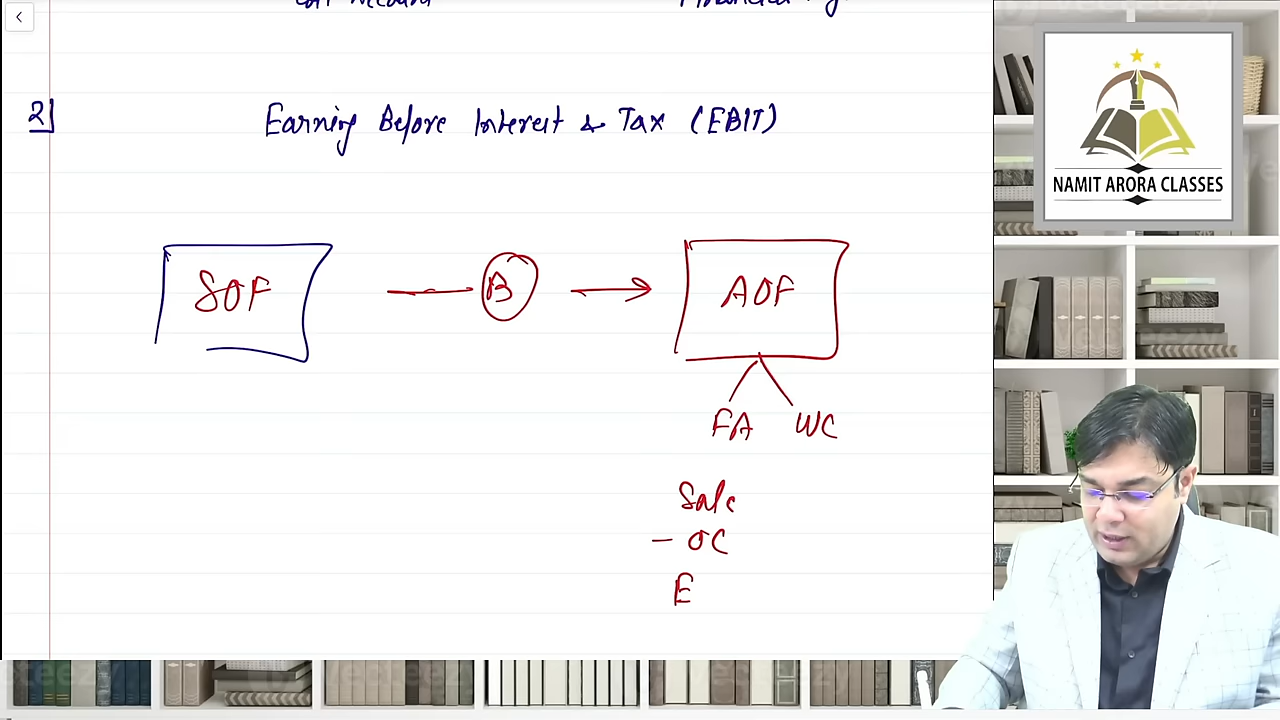 2]
Earning Before Interest & Tax (EBIT)
SOF
B
AOF
FA WC
Sale
- OC
E
NAMIT ARORA CLASSES